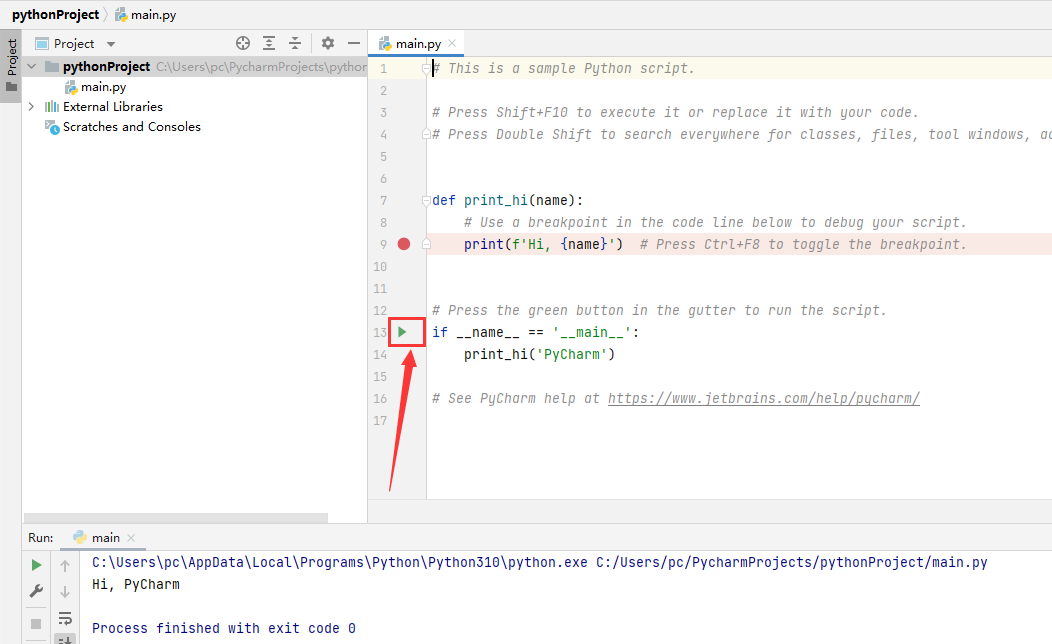 pythonProject main.py
Project
Project
main.py
pythonProject C:\Users\pc\PycharmProjects\python
main.py
External Libraries
Scratches and Consoles
1 # This is a sample Python script.
2
3 # Press Shift+F10 to execute it or replace it with your code.
4 # Press Double Shift to search everywhere for classes, files, tool windows,
5
6
7 def print_hi(name):
8 # Use a breakpoint in the code line below to debug your script.
9 print(f'Hi, {name}') # Press Ctrl+F8 to toggle the breakpoint.
10
11
12 # Press the green button in the gutter to run the script.
13 if __name__ == '__main__':
14 print_hi('PyCharm')
15
16 # See PyCharm help at https://www.jetbrains.com/help/pycharm/
17
Run: main
C:\Users\pc\AppData\Local\Programs\Python\Python310\python.exe C:/Users/pc/PycharmProjects/pythonProject/main.py
Hi, PyCharm
Process finished with exit code 0